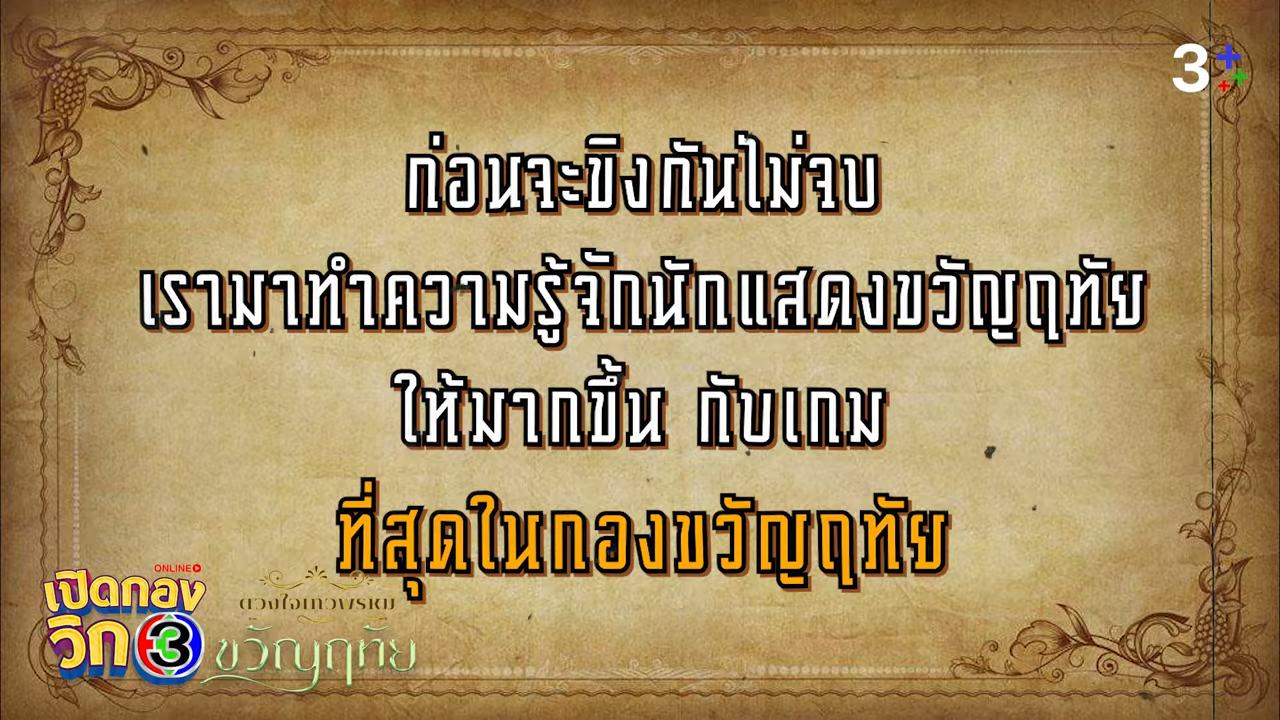 3+
ก่อนจะขิงกันไม่จบ
เรามาทำความรู้จักนักแสดงขวัญฤทัย
ให้มากขึ้น กับเกม
ที่สุดในกองขวัญฤทัย
ONLINE
เปิดกอง
วิก 3
ดวงใจเทวพรหม
ขวัญฤทัย